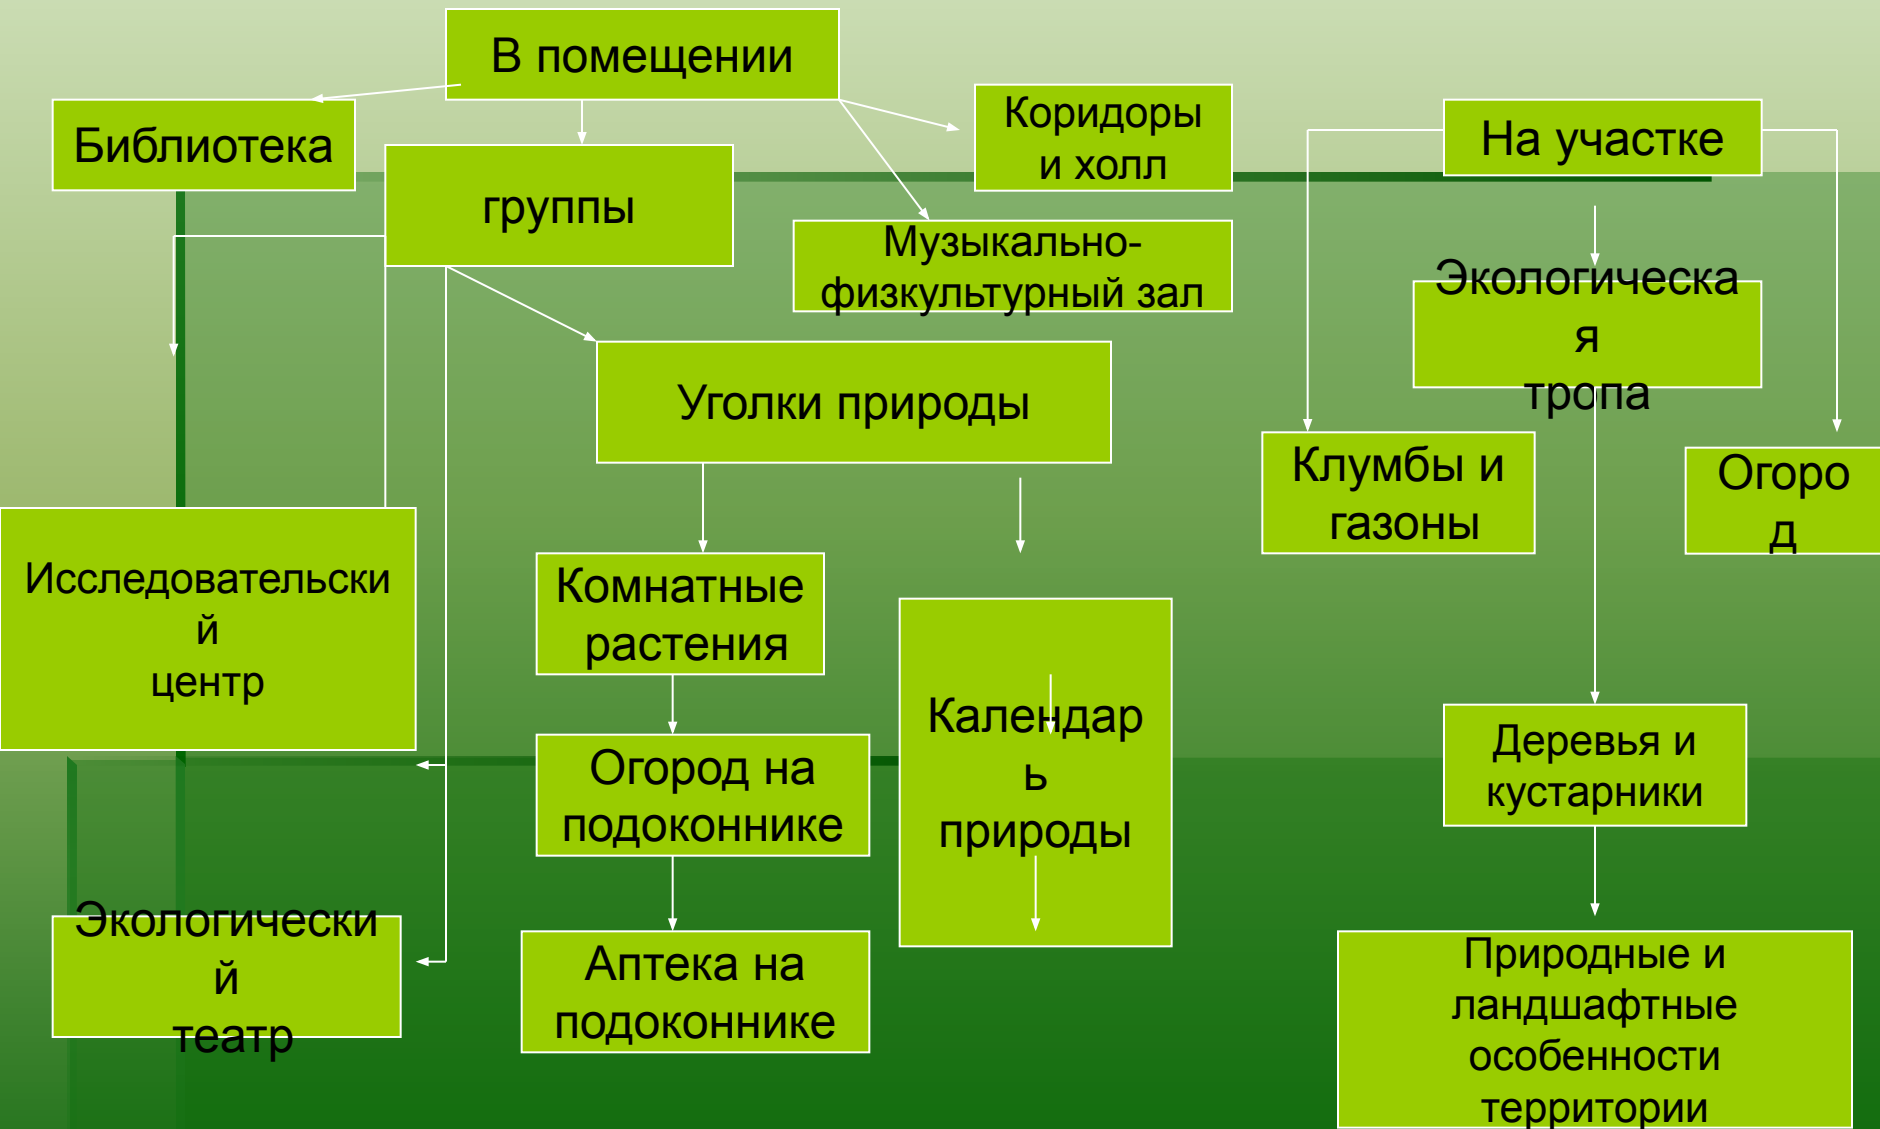 В помещении
Библиотека
группы
Коридоры
и холл
Музыкально-
физкультурный зал
Уголки природы
Исследовательски
й
центр
Комнатные
растения
Огород на
подоконнике
Аптека на
подоконнике
Календар
ь
природы
Экологически
й
театр
На участке
Экологическа
я
тропа
Клумбы и
газоны
Огоро
д
Деревья и
кустарники
Природные и
ландшафтные
особенности
территории